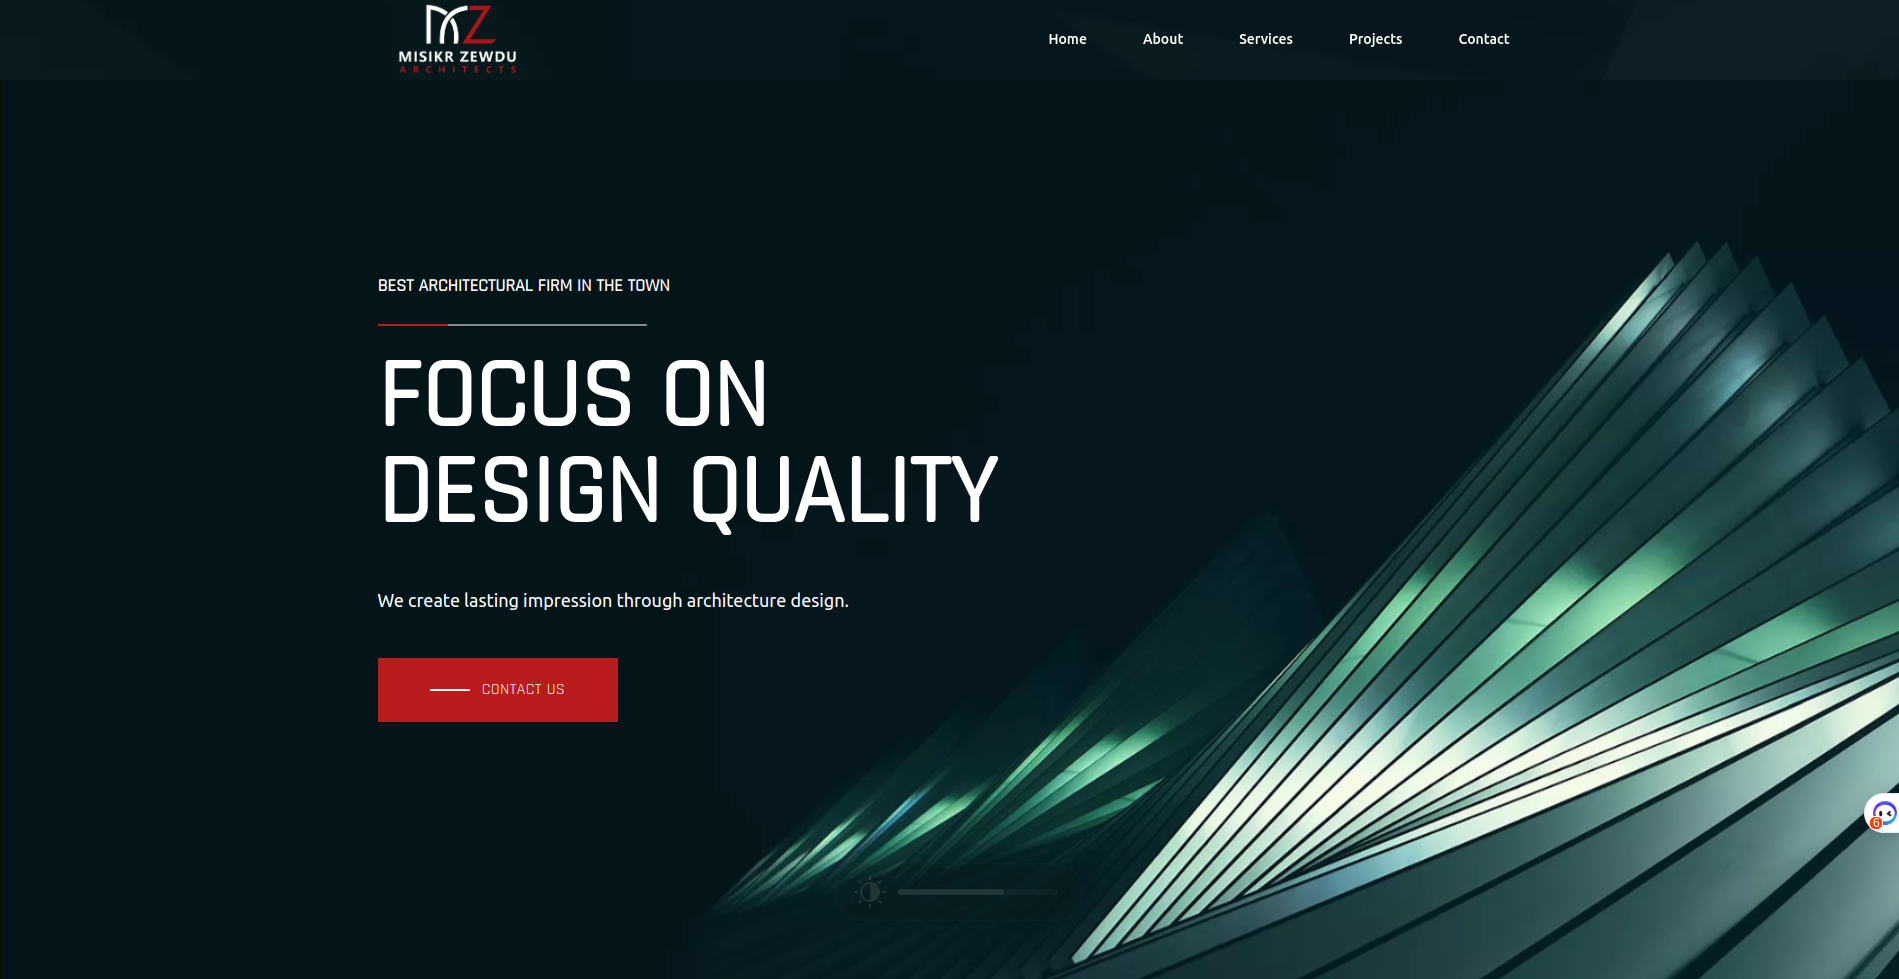 MZ
MISIKR ZEWDU
ARCHITECTS
Home About Services Projects Contact
BEST ARCHITECTURAL FIRM IN THE TOWN
FOCUS ON
DESIGN QUALITY
We create lasting impression through architecture design.
CONTACT US
6